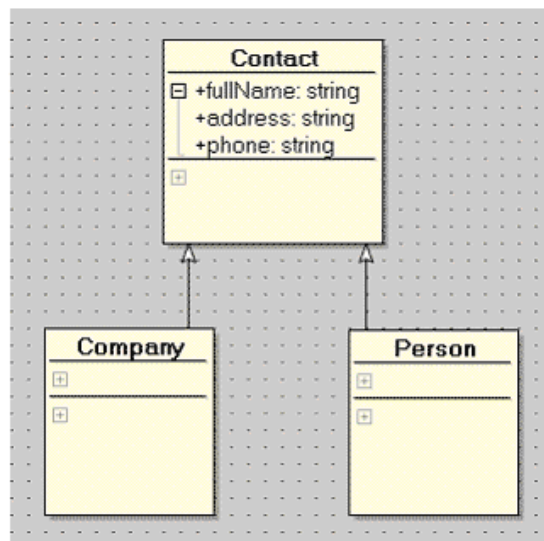 Contact
+fullName: string
+address: string
+phone: string
Company
Person